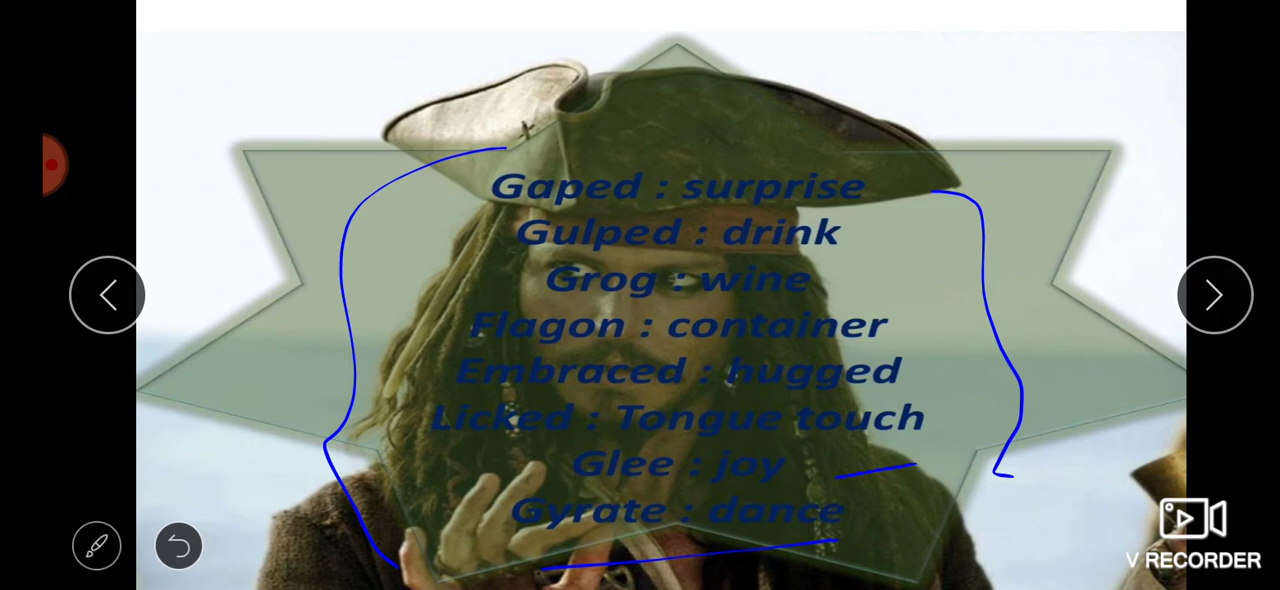 Gaped : surprise
Gulped : drink
Grog : wine
Flagon : container
Embraced : hugged
Licked : Tongue touch
Glee : joy
Gyrate : dance
V RECORDER